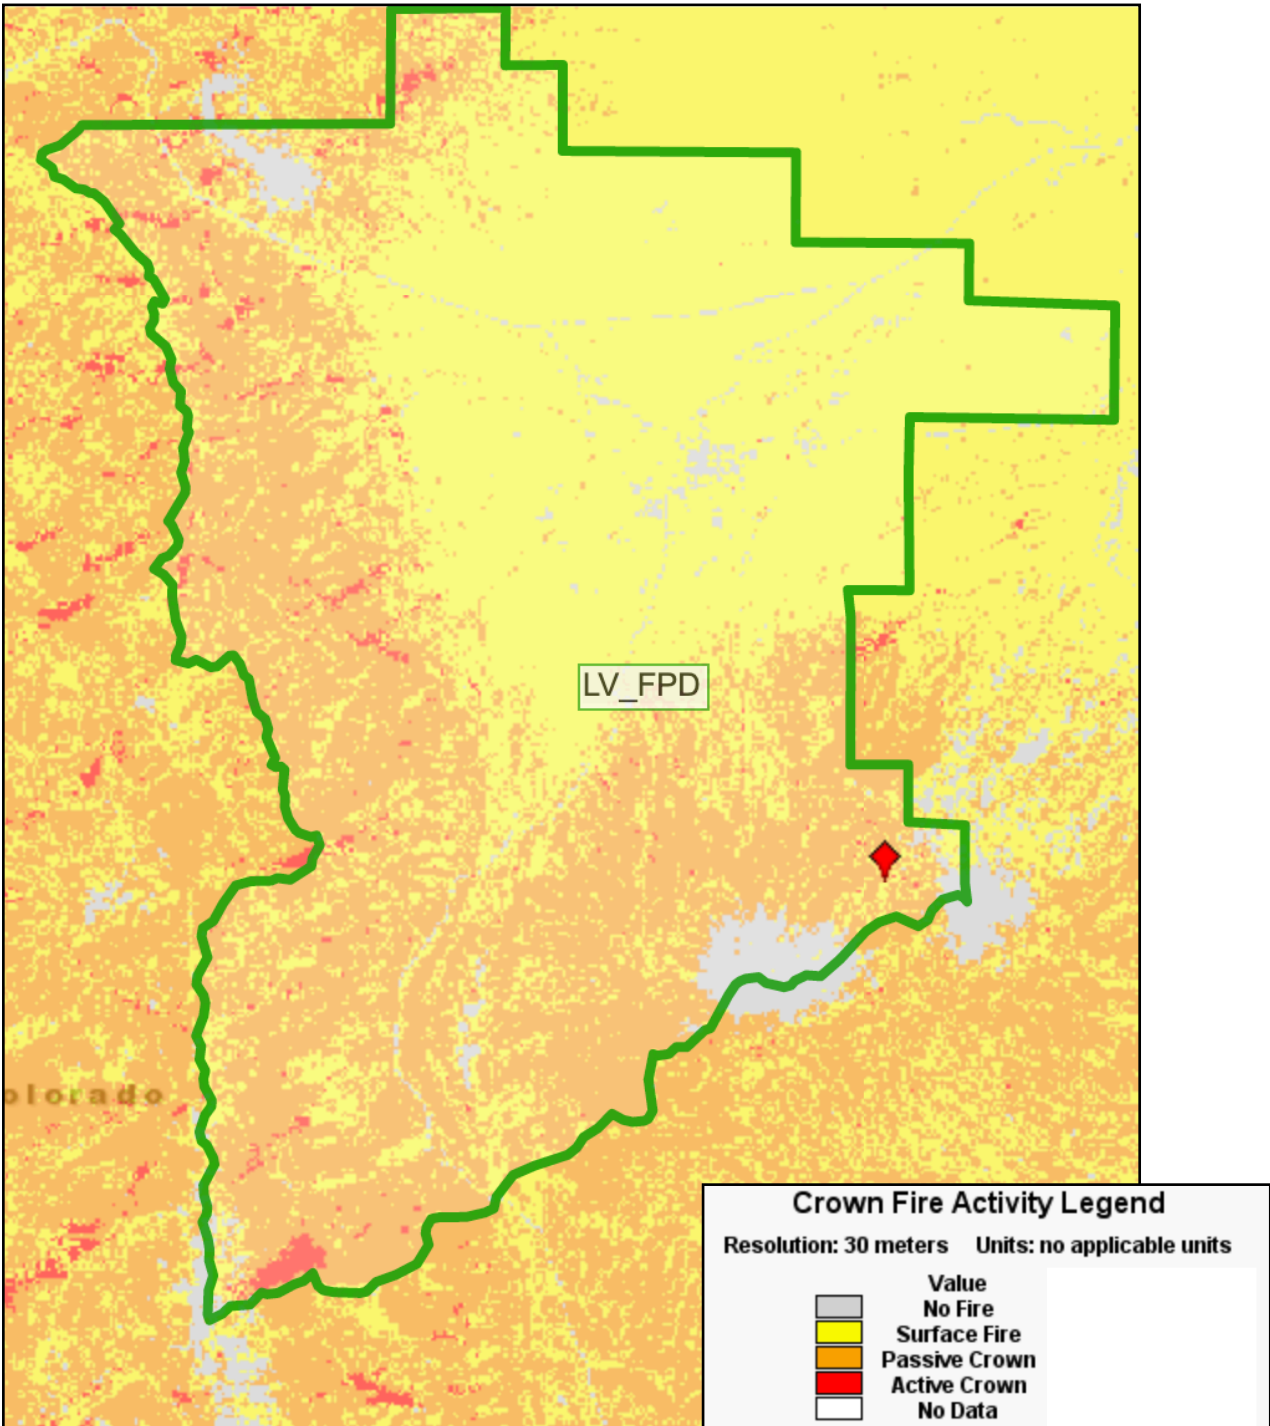 LV_FPD
olorado
Crown Fire Activity Legend
Resolution: 30 meters Units: no applicable units
Value
No Fire
Surface Fire
Passive Crown
Active Crown
No Data